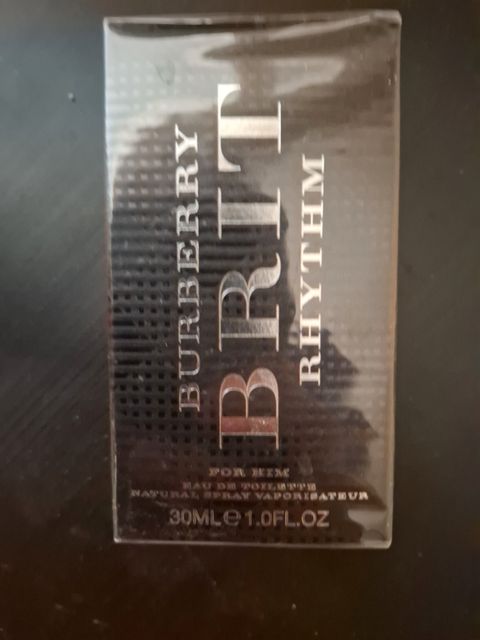 BURBERRY
BRIT
RHYTHM
FOR HIM
EAU DE TOILETTE
NATURAL SPRAY VAPORISATEUR
30ML℮1.0FL.OZ